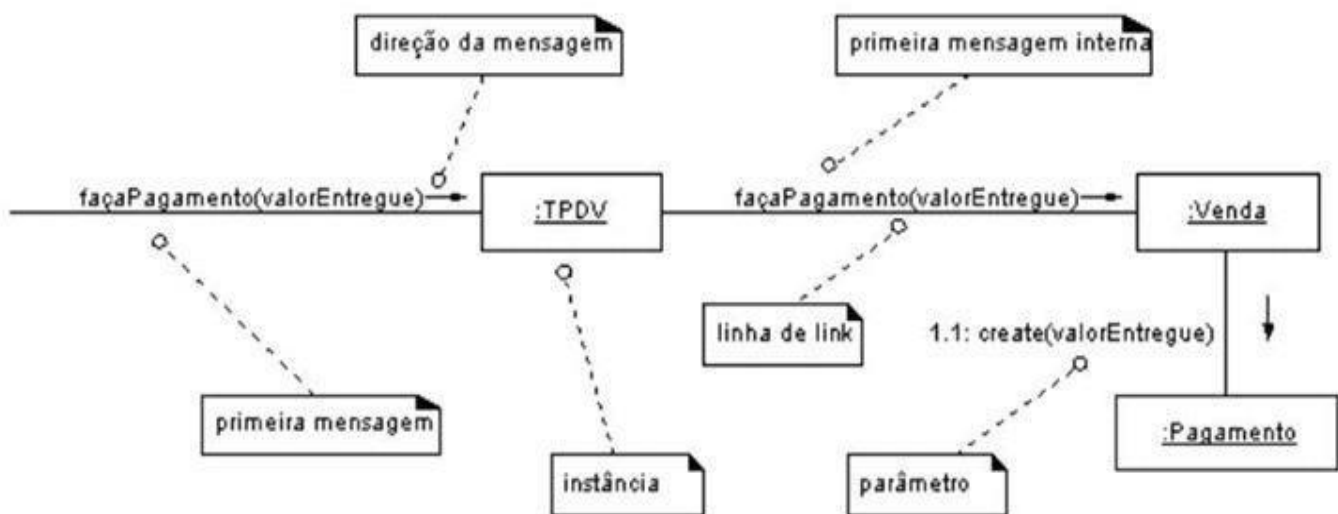 direção da mensagem
primeira mensagem interna
façaPagamento(valorEntregue)
:TPDV
façaPagamento(valorEntregue)
:Venda
linha de link
1.1: create(valorEntregue)
primeira mensagem
:Pagamento
instância
parâmetro